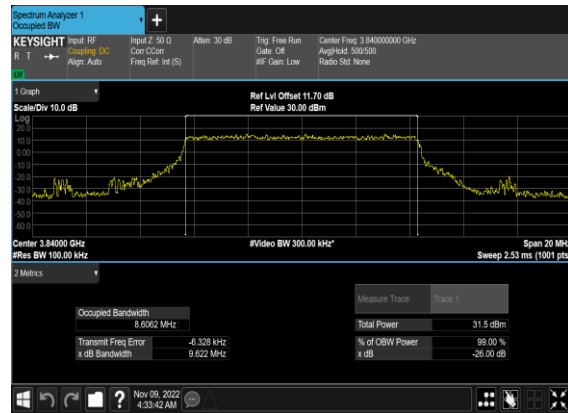 Spectrum Analyzer 1
Occupied BW
+
KEYSIGHT
R T
LXI
Input: RF
Coupling: DC
Align: Auto
Input Z: 50 Ω
Corr CCorr
Freq Ref: Int (S)
Atten: 30 dB
Trig: Free Run
Gate: Off
#IF Gain: Low
Center Freq: 3.840000000 GHz
Avg|Hold: 500/500
Radio Std: None
1 Graph
Scale/Div 10.0 dB
Ref Lvl Offset 11.70 dB
Ref Value 30.00 dBm
Log
20.0
10.0
0.00
-10.0
-20.0
-30.0
-40.0
-50.0
-60.0
Center 3.84000 GHz
#Res BW 100.00 kHz
#Video BW 300.00 kHz*
Span 20 MHz
Sweep 2.53 ms (1001 pts
2 Metrics
Measure Trace Trace 1
Occupied Bandwidth
8.6062 MHz
Total Power 31.5 dBm
Transmit Freq Error -6.328 kHz
% of OBW Power 99.00 %
x dB Bandwidth 9.622 MHz
x dB -26.00 dB
?
Nov 09, 2022
4:33:42 AM